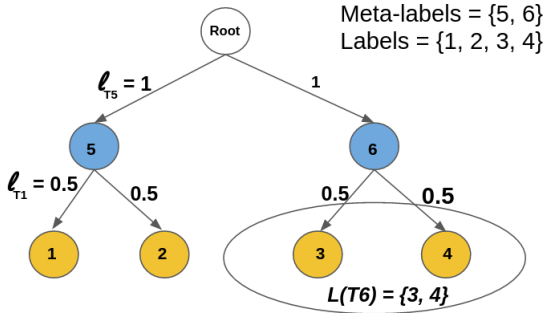 Root
Meta-labels = {5, 6}
Labels = {1, 2, 3, 4}
ℓT5 = 1
1
5
6
ℓT1 = 0.5
0.5
0.5
0.5
1
2
3
4
L(T6) = {3, 4}